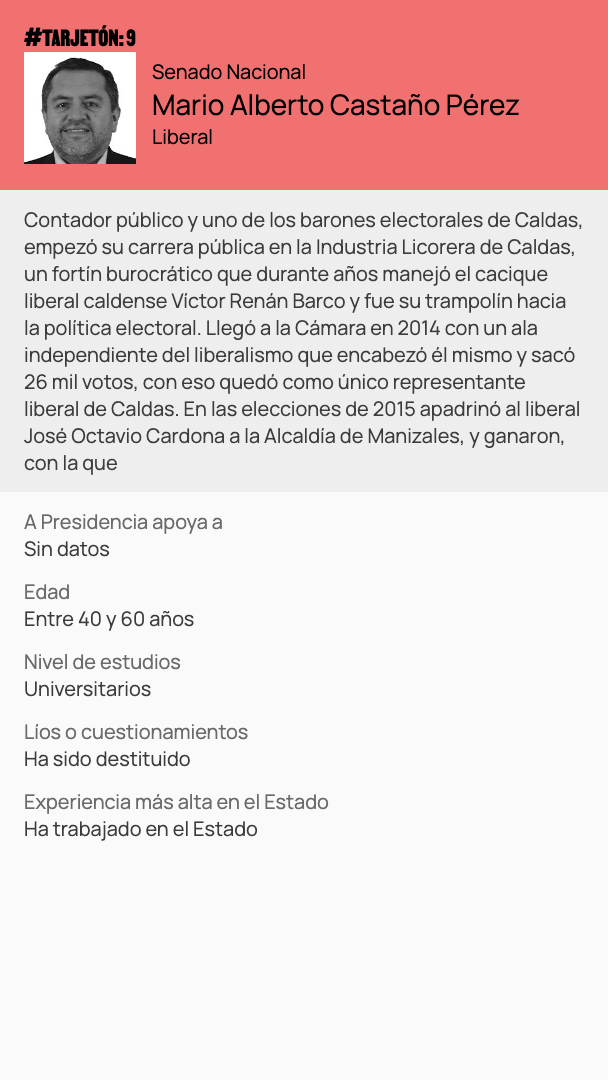 #TARJETÓN: 9
Senado Nacional
Mario Alberto Castaño Pérez
Liberal
Contador público y uno de los barones electorales de Caldas,
empezó su carrera pública en la Industria Licorera de Caldas,
un fortín burocrático que durante años manejó el cacique
liberal caldense Víctor Renán Barco y fue su trampolín hacia
la política electoral. Llegó a la Cámara en 2014 con un ala
independiente del liberalismo que encabezó él mismo y sacó
26 mil votos, con eso quedó como único representante
liberal de Caldas. En las elecciones de 2015 apadrinó al liberal
José Octavio Cardona a la Alcaldía de Manizales, y ganaron,
con la que
A Presidencia apoya a
Sin datos
Edad
Entre 40 y 60 años
Nivel de estudios
Universitarios
Líos o cuestionamientos
Ha sido destituido
Experiencia más alta en el Estado
Ha trabajado en el Estado